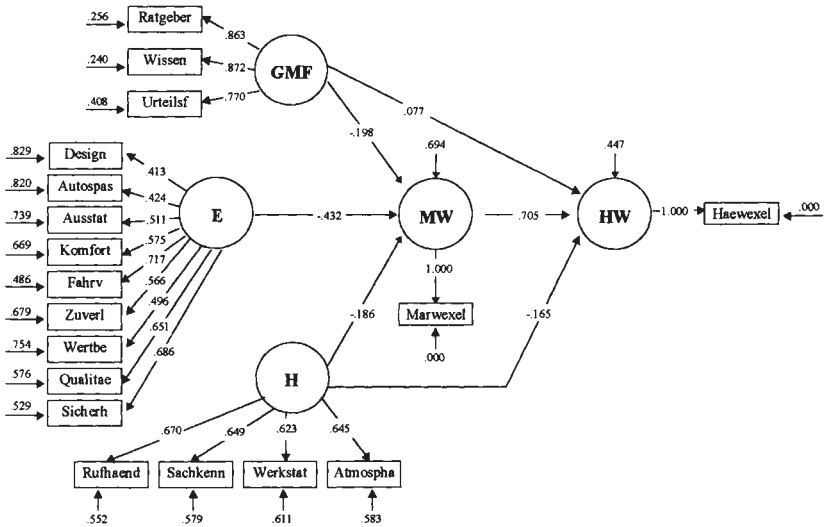 .256
Ratgeber
.863
.240
Wissen
.872
GMF
.408
Urteilsf
.770
.077
-.198
.829
Design
.413
.694
.447
.820
Autospas
.424
.739
Ausstat
.511
E
-.432
MW
.705
HW
1.000
Haewexel
.000
.669
Komfort
.575
.486
Fahrv
.717
.679
Zuverl
.566
1.000
.754
Wertbe
.496
Marwexel
-.186
-.165
.576
Qualitae
.651
.000
.529
Sicherh
.686
H
.670
.649
.623
.645
Rufhaend
Sachkenn
Werkstat
Atmospha
.552
.579
.611
.583